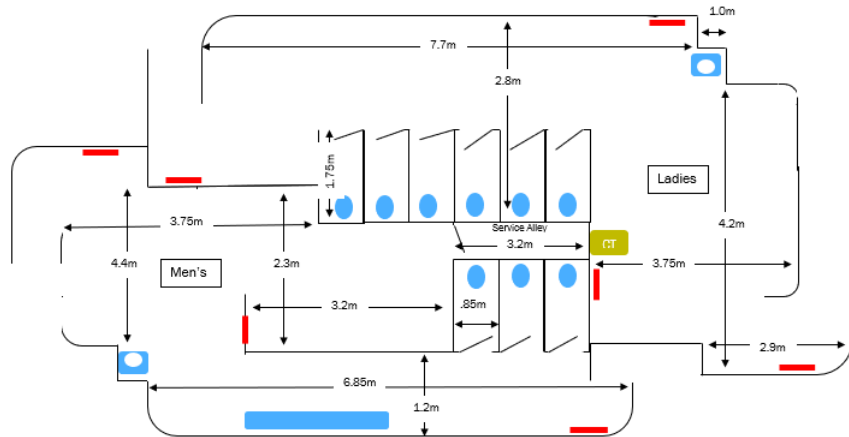 1.0m
7.7m
2.8m
1.75m
Ladies
3.75m
Service Alley
3.2m
CT
4.2m
4.4m
Men's
2.3m
3.75m
3.2m
.85m
2.9m
6.85m
1.2m